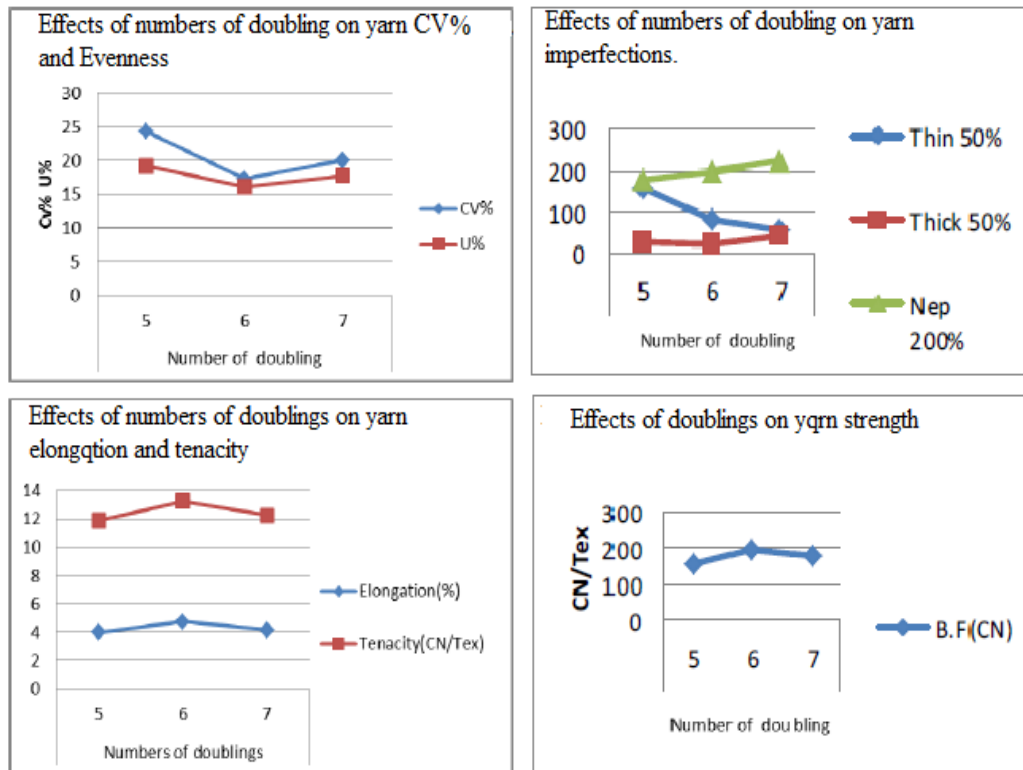 Effects of numbers of doubling on yarn CV%
and Evenness
30
25
20
15
10
5
0
Cv% U%
CV%
U%
5 6 7
Number of doubling
Effects of numbers of doubling on yarn
imperfections.
300
200
100
0
5 6 7
Number of doubling
Thin 50%
Thick 50%
Nep
200%
Effects of numbers of doublings on yarn
elongqtion and tenacity
14
12
10
8
6
4
2
0
5 6 7
Numbers of doublings
Elongation(%)
Tenacity(CN/Tex)
Effects of doublings on yqrn strength
CN/Tex
300
200
100
0
5 6 7
Number of doubling
B.F(CN)